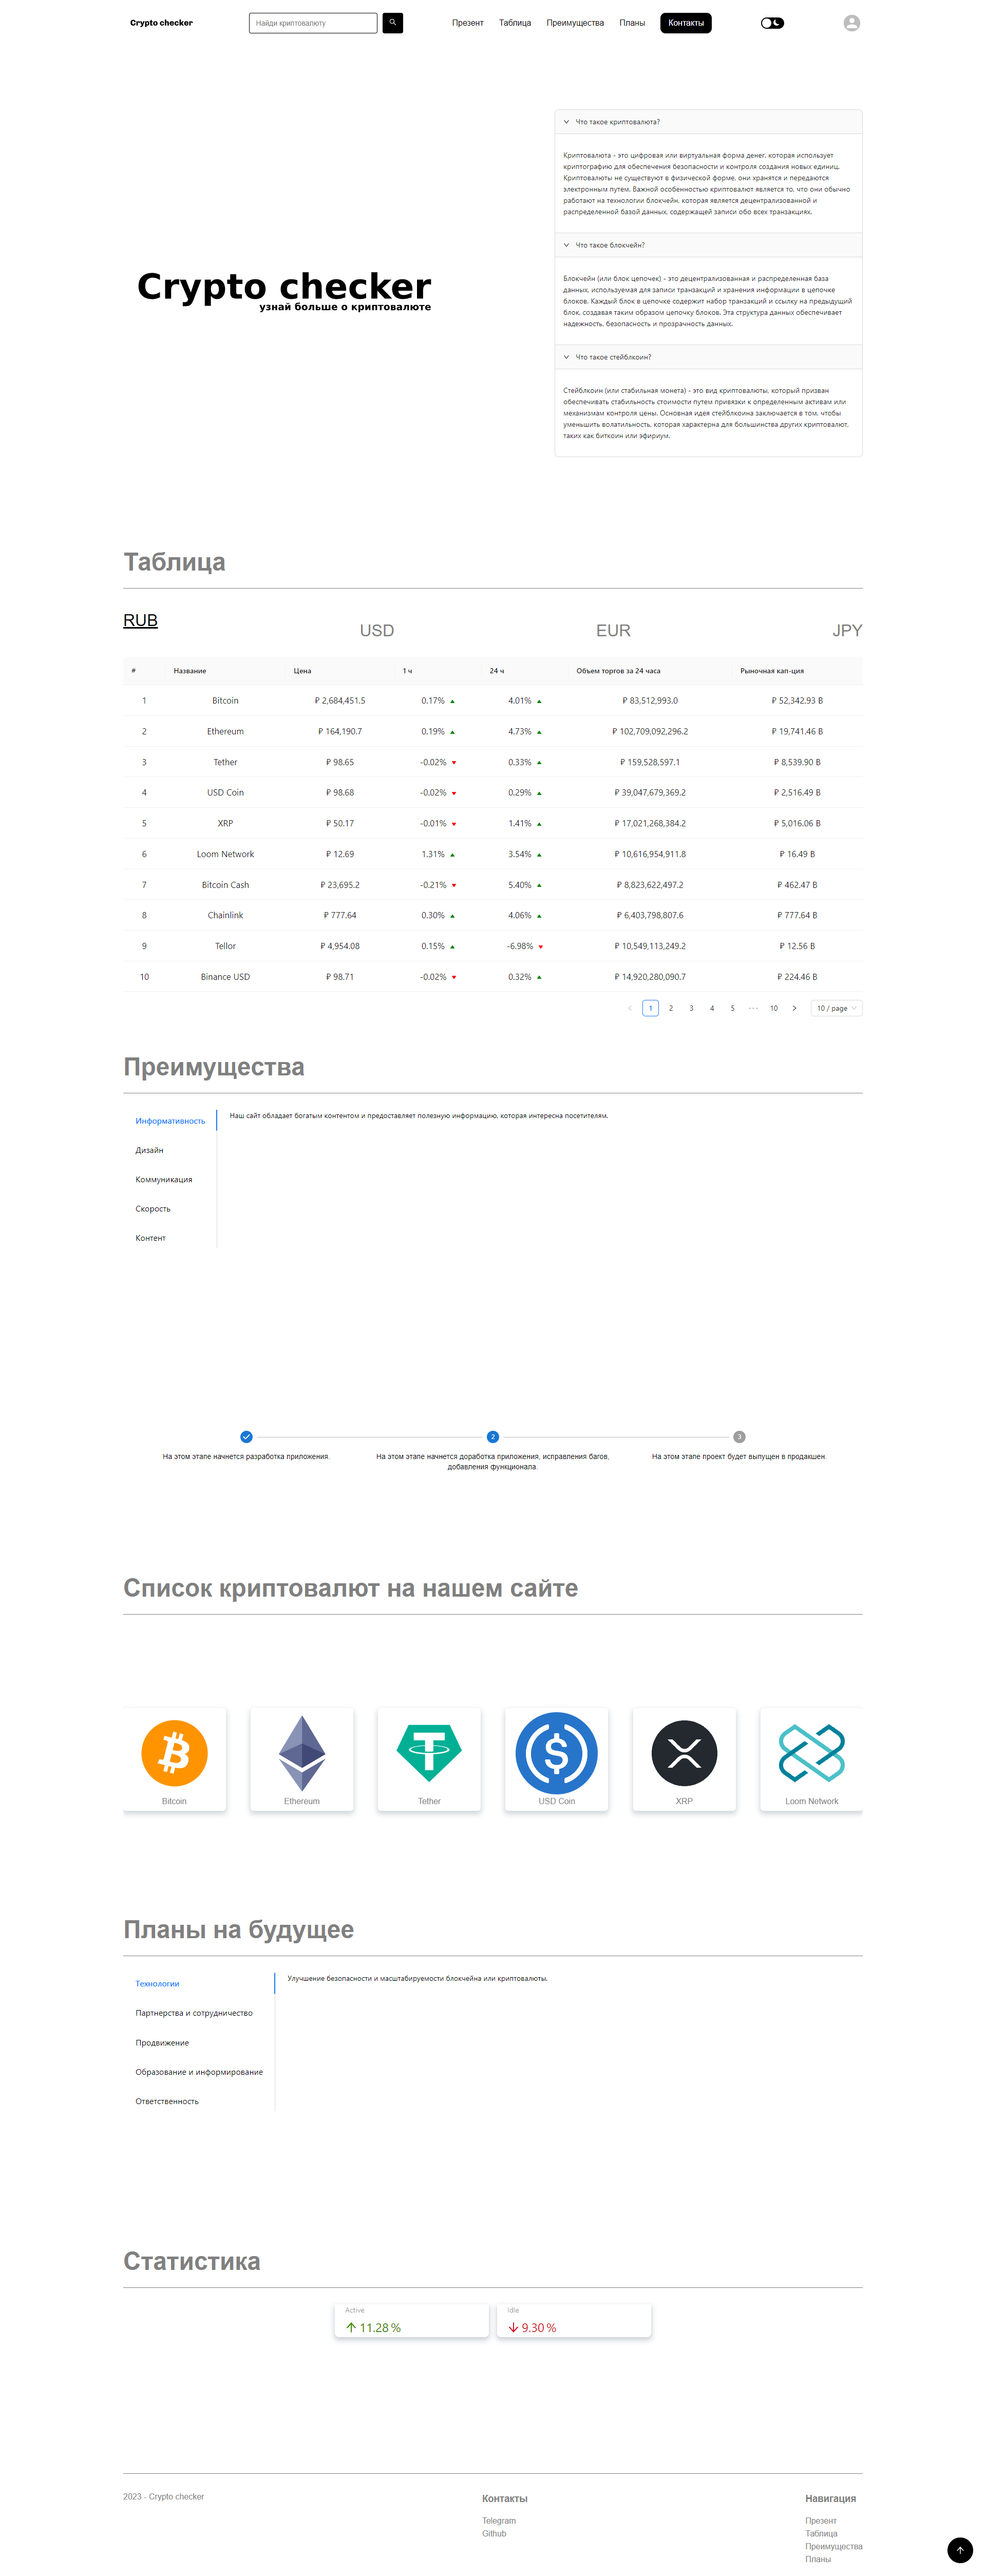 Crypto checker
Найди криптовалюту
Презент
Таблица
Преимущества
Планы
Контакты
Что такое криптовалюта?
Криптовалюта - это цифровая или виртуальная форма денег, которая использует
криптографию для обеспечения безопасности и контроля создания новых единиц.
Криптовалюты не существуют в физической форме, они хранятся и передаются
электронным путем. Важной особенностью криптовалют является то, что они обычно
работают на технологии блокчейн, которая является децентрализованной и
распределенной базой данных, содержащей записи обо всех транзакциях.
Что такое блокчейн?
Блокчейн (или блок цепочек) - это децентрализованная и распределенная база
данных, используемая для записи транзакций и хранения информации в цепочке
блоков. Каждый блок в цепочке содержит набор транзакций и ссылку на предыдущий
блок, создавая таким образом цепочку блоков. Эта структура данных обеспечивает
надежность, безопасность и прозрачность данных.
Что такое стейблкоин?
Стейблкоин (или стабильная монета) - это вид криптовалюты, который призван
обеспечивать стабильность стоимости путем привязки к определенным активам или
механизмам контроля цены. Основная идея стейблкоина заключается в том, чтобы
уменьшить волатильность, которая характерна для большинства других криптовалют,
таких как биткоин или эфириум.
Crypto checker
узнай больше о криптовалюте
Таблица
RUB
USD
EUR
JPY
# Название Цена 1 ч 24 ч Объем торгов за 24 часа Рыночная кап-ция
1 Bitcoin ₽ 2,684,451.5 0.17% 4.01% ₽ 83,512,993.0 ₽ 52,342.93 B
2 Ethereum ₽ 164,190.7 0.19% 4.73% ₽ 102,709,092,296.2 ₽ 19,741.46 B
3 Tether ₽ 98.65 -0.02% 0.33% ₽ 159,528,597.1 ₽ 8,539.90 B
4 USD Coin ₽ 98.68 -0.02% 0.29% ₽ 39,047,679,369.2 ₽ 2,516.49 B
5 XRP ₽ 50.17 -0.01% 1.41% ₽ 17,021,268,384.2 ₽ 5,016.06 B
6 Loom Network ₽ 12.69 1.31% 3.54% ₽ 10,616,954,911.8 ₽ 16.49 B
7 Bitcoin Cash ₽ 23,695.2 -0.21% 5.40% ₽ 8,823,622,497.2 ₽ 462.47 B
8 Chainlink ₽ 777.64 0.30% 4.06% ₽ 6,403,798,807.6 ₽ 777.64 B
9 Tellor ₽ 4,954.08 0.15% -6.98% ₽ 10,549,113,249.2 ₽ 12.56 B
10 Binance USD ₽ 98.71 -0.02% 0.32% ₽ 14,920,280,090.7 ₽ 224.46 B
1 2 3 4 5 ••• 10 10 / page
Преимущества
Информативность
Дизайн
Коммуникация
Скорость
Контент
Наш сайт обладает богатым контентом и предоставляет полезную информацию, которая интересна посетителям.
2
3
На этом этапе начнется разработка приложения.
На этом этапе начнется доработка приложения, исправления багов,
добавления функционала.
На этом этапе проект будет выпущен в продакшен.
Список криптовалют на нашем сайте
Bitcoin
Ethereum
Tether
USD Coin
XRP
Loom Network
Планы на будущее
Технологии
Партнерства и сотрудничество
Продвижение
Образование и информирование
Ответственность
Улучшение безопасности и масштабируемости блокчейна или криптовалюты.
Статистика
Active
11.28 %
Idle
9.30 %
2023 - Crypto checker
Контакты
Telegram
Github
Навигация
Презент
Таблица
Преимущества
Планы